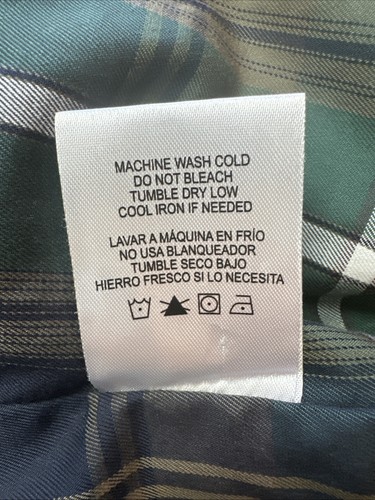 MACHINE WASH COLD
DO NOT BLEACH
TUMBLE DRY LOW
COOL IRON IF NEEDED
LAVAR A MÁQUINA EN FRÍO
NO USA BLANQUEADOR
TUMBLE SECO BAJO
HIERRO FRESCO SI LO NECESITA